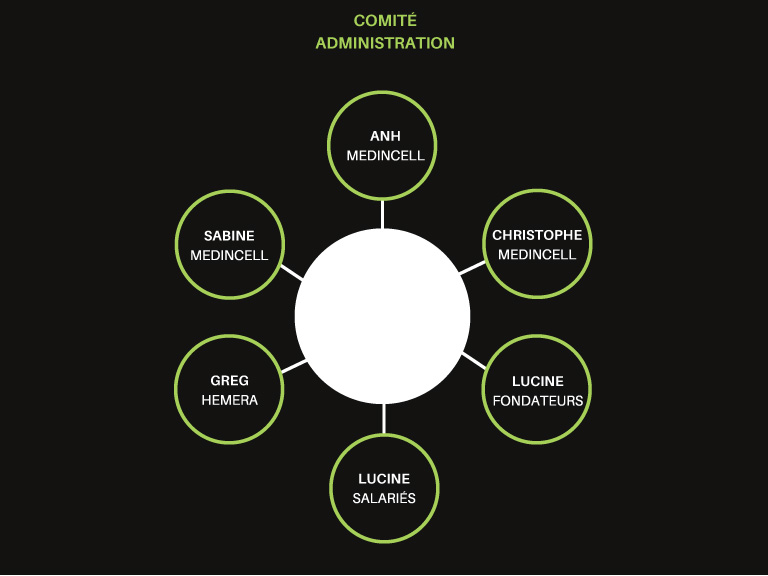 COMITÉ
ADMINISTRATION
ANH
MEDINCELL
SABINE
MEDINCELL
CHRISTOPHE
MEDINCELL
GREG
HEMERA
LUCINE
FONDATEURS
LUCINE
SALARIÉS